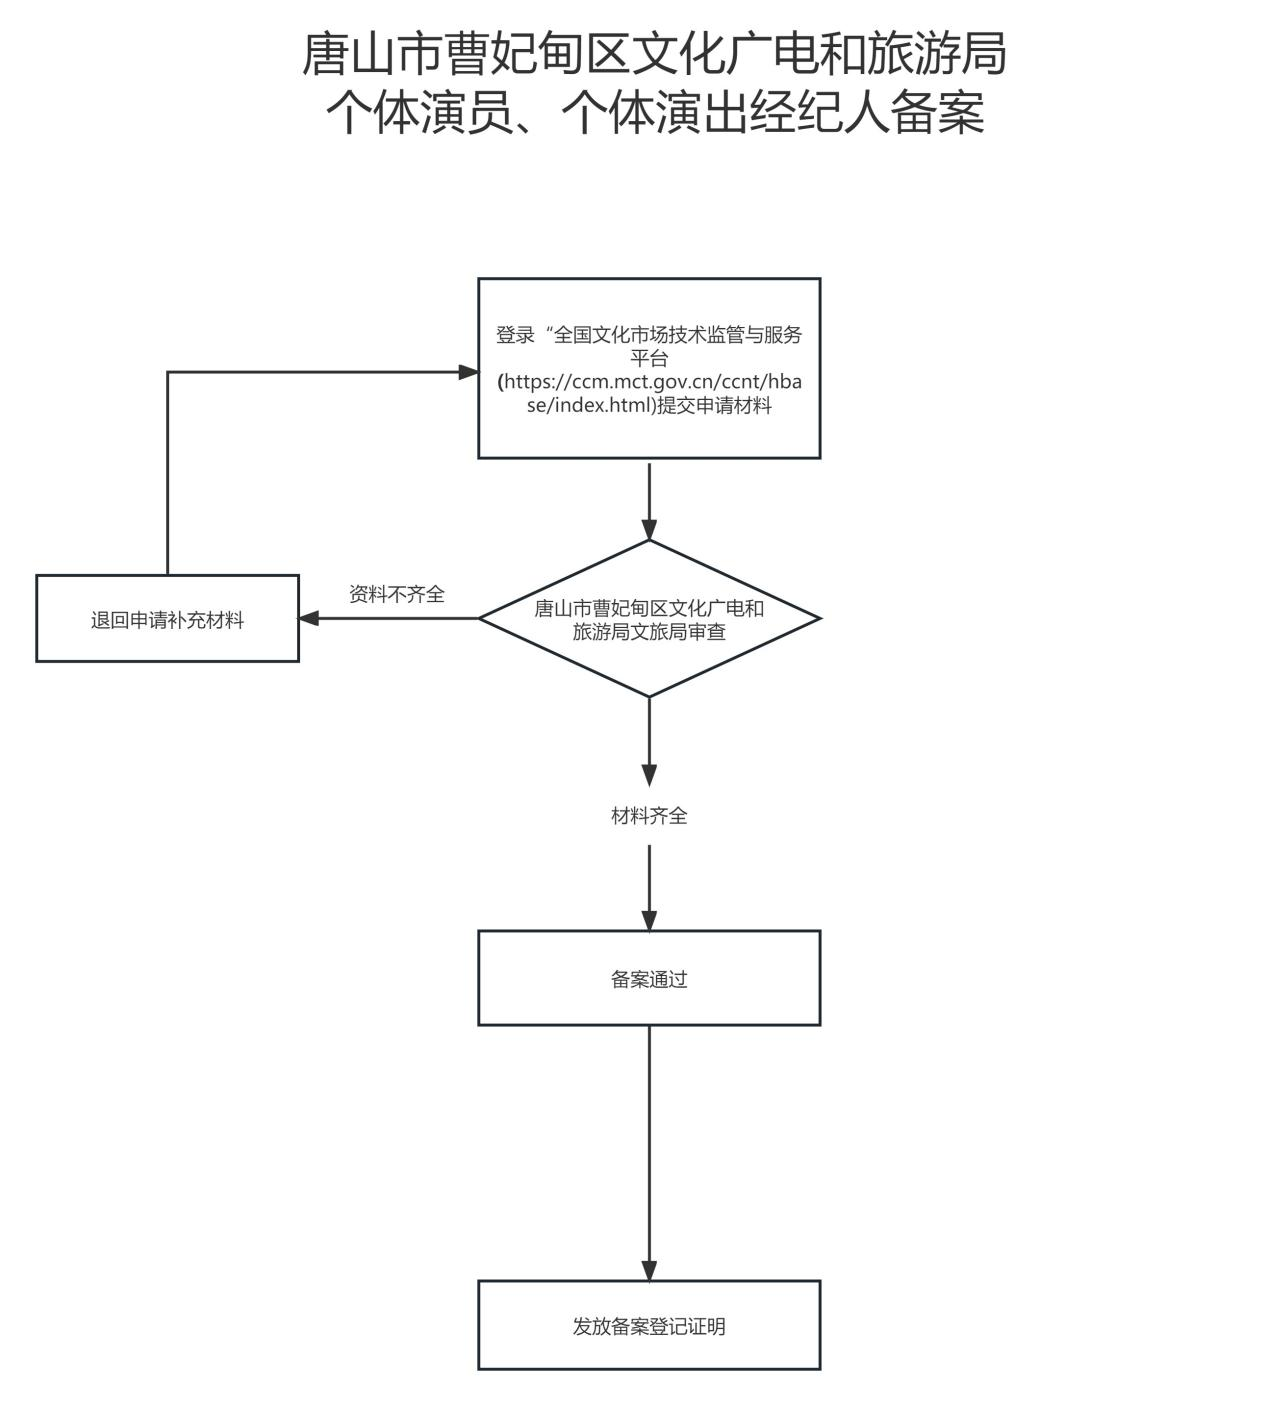 唐山市曹妃甸区文化广电和旅游局
个体演员、个体演出经纪人备案
登录“全国文化市场技术监管与服务
平台
(https://ccm.mct.gov.cn/ccnt/hba
se/index.html)提交申请材料
资料不齐全
退回申请补充材料
唐山市曹妃甸区文化广电和
旅游局文旅局审查
材料齐全
备案通过
发放备案登记证明